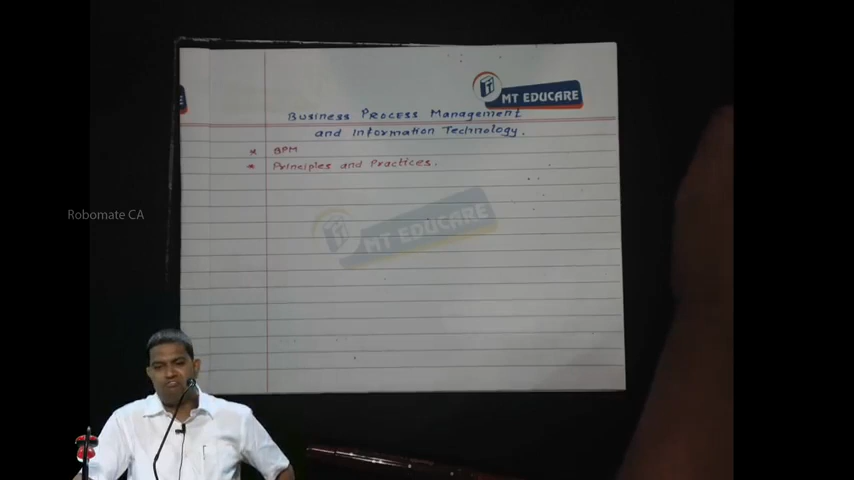 MT EDUCARE
Business Process Management
and Information Technology.
* BPM
* Principles and Practices.
MT EDUCARE
Robomate CA